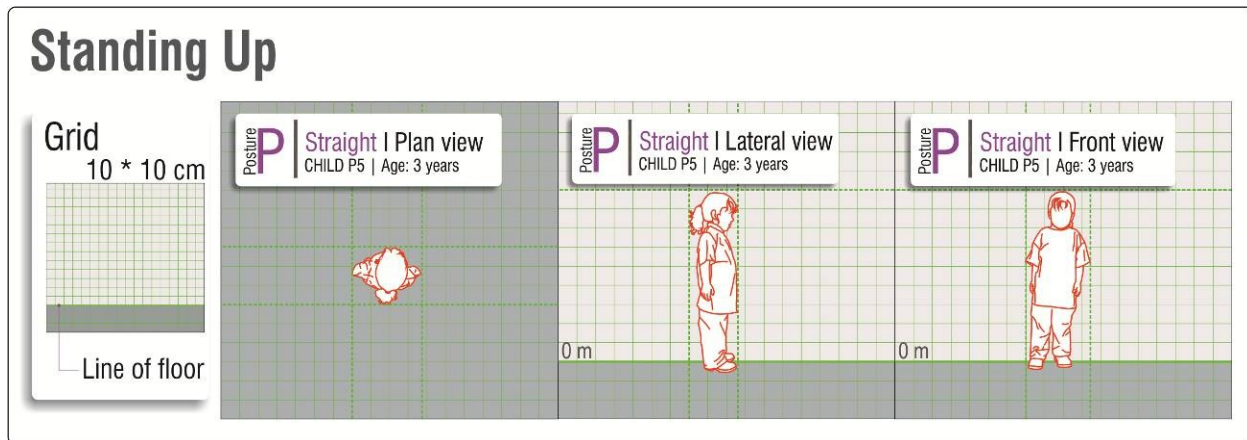 Standing Up
Grid
10 * 10 cm
Line of floor
Posture
P
Straight | Plan view
CHILD P5 | Age: 3 years
Posture
P
Straight | Lateral view
CHILD P5 | Age: 3 years
0 m
Posture
P
Straight | Front view
CHILD P5 | Age: 3 years
0 m